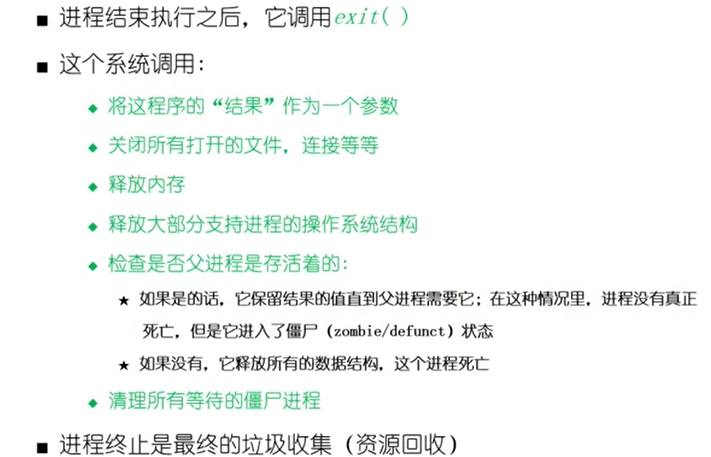 ■ 进程结束执行之后，它调用exit( )
■ 这个系统调用：
◆ 将这程序的“结果”作为一个参数
◆ 关闭所有打开的文件，连接等等
◆ 释放内存
◆ 释放大部分支持进程的操作系统结构
◆ 检查是否父进程是存活着的：
★ 如果是的话，它保留结果的值直到父进程需要它；在这种情况里，进程没有真正
死亡，但是它进入了僵尸（zombie/defunct）状态
★ 如果没有，它释放所有的数据结构，这个进程死亡
◆ 清理所有等待的僵尸进程
■ 进程终止是最终的垃圾收集（资源回收）